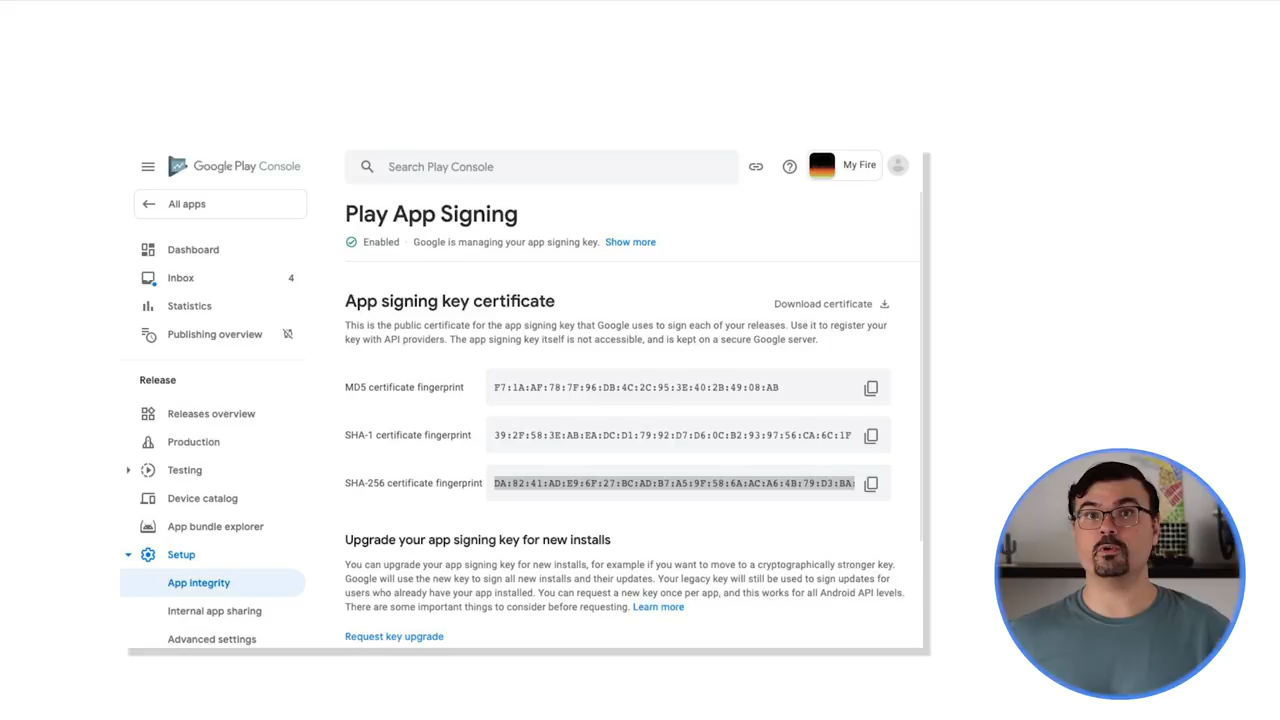 Google Play Console
Search Play Console
My Fire
All apps
Dashboard
Inbox 4
Statistics
Publishing overview
Release
Releases overview
Production
Testing
Device catalog
App bundle explorer
Setup
App integrity
Internal app sharing
Advanced settings
Play App Signing
Enabled · Google is managing your app signing key. Show more
App signing key certificate
Download certificate
This is the public certificate for the app signing key that Google uses to sign each of your releases. Use it to register your
key with API providers. The app signing key itself is not accessible, and is kept on a secure Google server.
MD5 certificate fingerprint F7:1A:AF:78:7F:96:DB:4C:2C:95:3E:40:2B:49:08:AB
SHA-1 certificate fingerprint 39:2F:58:3E:AB:EA:DC:D1:79:92:D7:D6:0C:B2:93:97:56:CA:6C:1F
SHA-256 certificate fingerprint DA:82:41:AD:E9:6F:27:BC:AD:B7:A5:9F:58:6A:AC:A6:4B:79:D3:BA:
Upgrade your app signing key for new installs
You can upgrade your app signing key for new installs, for example if you want to move to a cryptographically stronger key.
Google will use the new key to sign all new installs and their updates. Your legacy key will still be used to sign updates for
users who already have your app installed. You can request a new key once per app, and this works for all Android API levels.
There are some important things to consider before requesting. Learn more
Request key upgrade